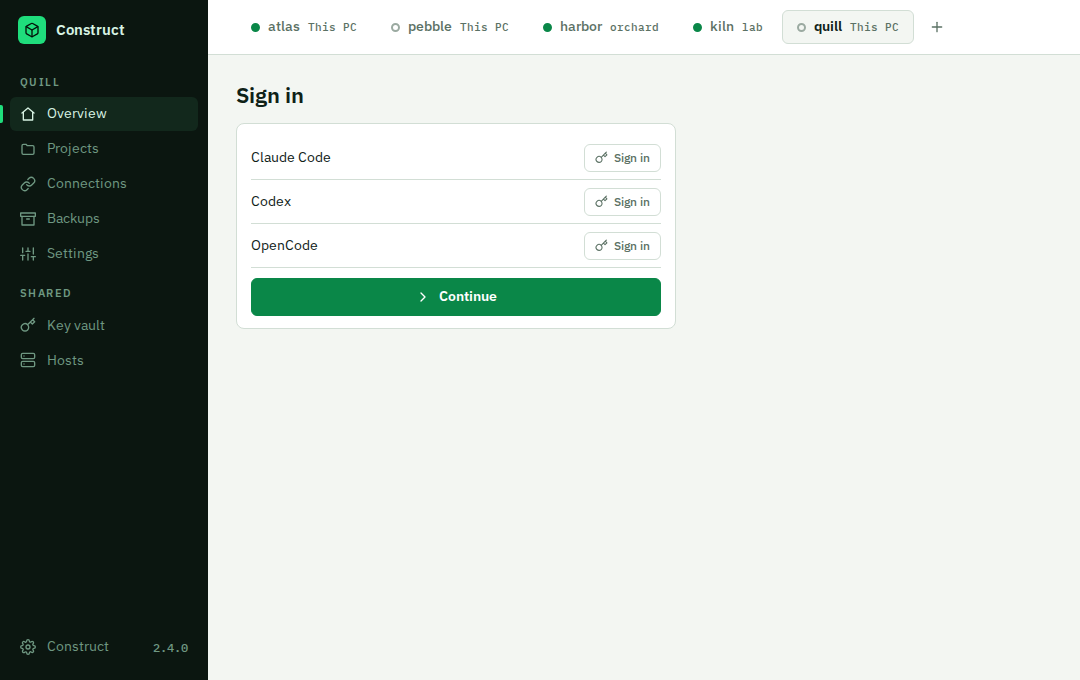 Construct
atlas This PC
pebble This PC
harbor orchard
kiln lab
quill This PC
QUILL
Overview
Projects
Connections
Backups
Settings
SHARED
Key vault
Hosts
Construct 2.4.0
Sign in
Claude Code Sign in
Codex Sign in
OpenCode Sign in
Continue